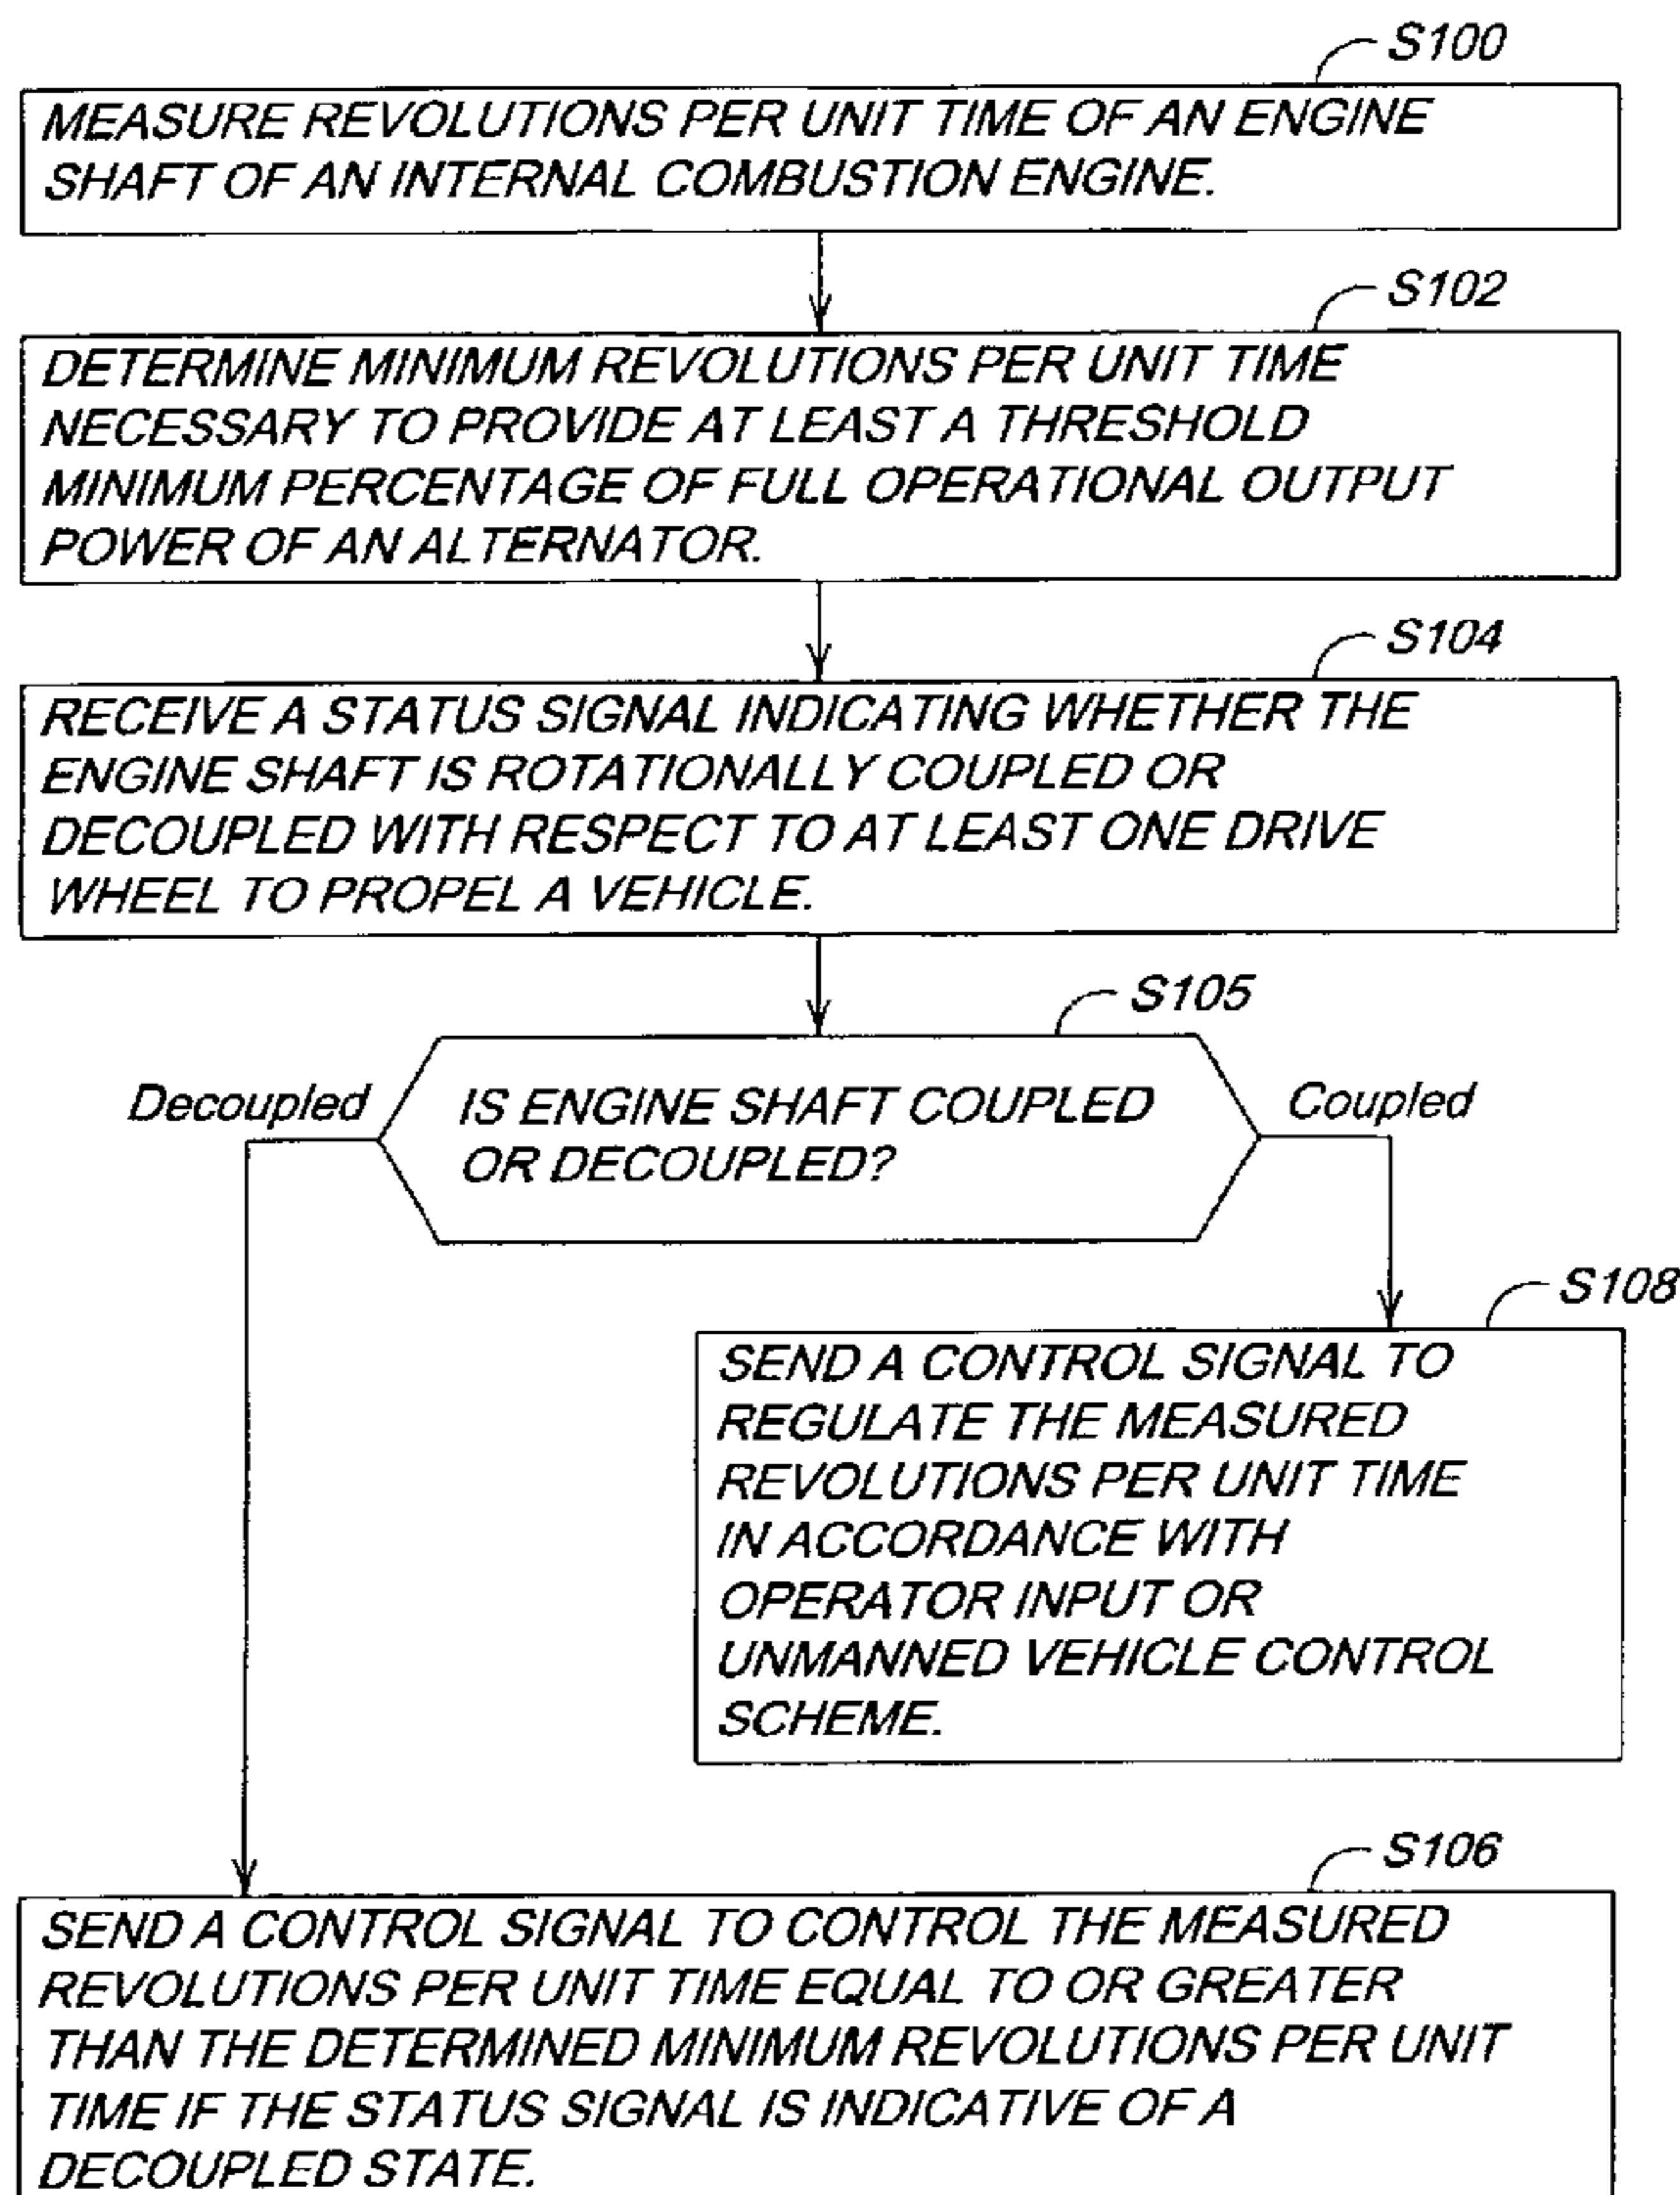 S100
MEASURE REVOLUTIONS PER UNIT TIME OF AN ENGINE
SHAFT OF AN INTERNAL COMBUSTION ENGINE.
S102
DETERMINE MINIMUM REVOLUTIONS PER UNIT TIME
NECESSARY TO PROVIDE AT LEAST A THRESHOLD
MINIMUM PERCENTAGE OF FULL OPERATIONAL OUTPUT
POWER OF AN ALTERNATOR.
S104
RECEIVE A STATUS SIGNAL INDICATING WHETHER THE
ENGINE SHAFT IS ROTATIONALLY COUPLED OR
DECOUPLED WITH RESPECT TO AT LEAST ONE DRIVE
WHEEL TO PROPEL A VEHICLE.
S105
Decoupled
IS ENGINE SHAFT COUPLED
OR DECOUPLED?
Coupled
S108
SEND A CONTROL SIGNAL TO
REGULATE THE MEASURED
REVOLUTIONS PER UNIT TIME
IN ACCORDANCE WITH
OPERATOR INPUT OR
UNMANNED VEHICLE CONTROL
SCHEME.
S106
SEND A CONTROL SIGNAL TO CONTROL THE MEASURED
REVOLUTIONS PER UNIT TIME EQUAL TO OR GREATER
THAN THE DETERMINED MINIMUM REVOLUTIONS PER UNIT
TIME IF THE STATUS SIGNAL IS INDICATIVE OF A
DECOUPLED STATE.